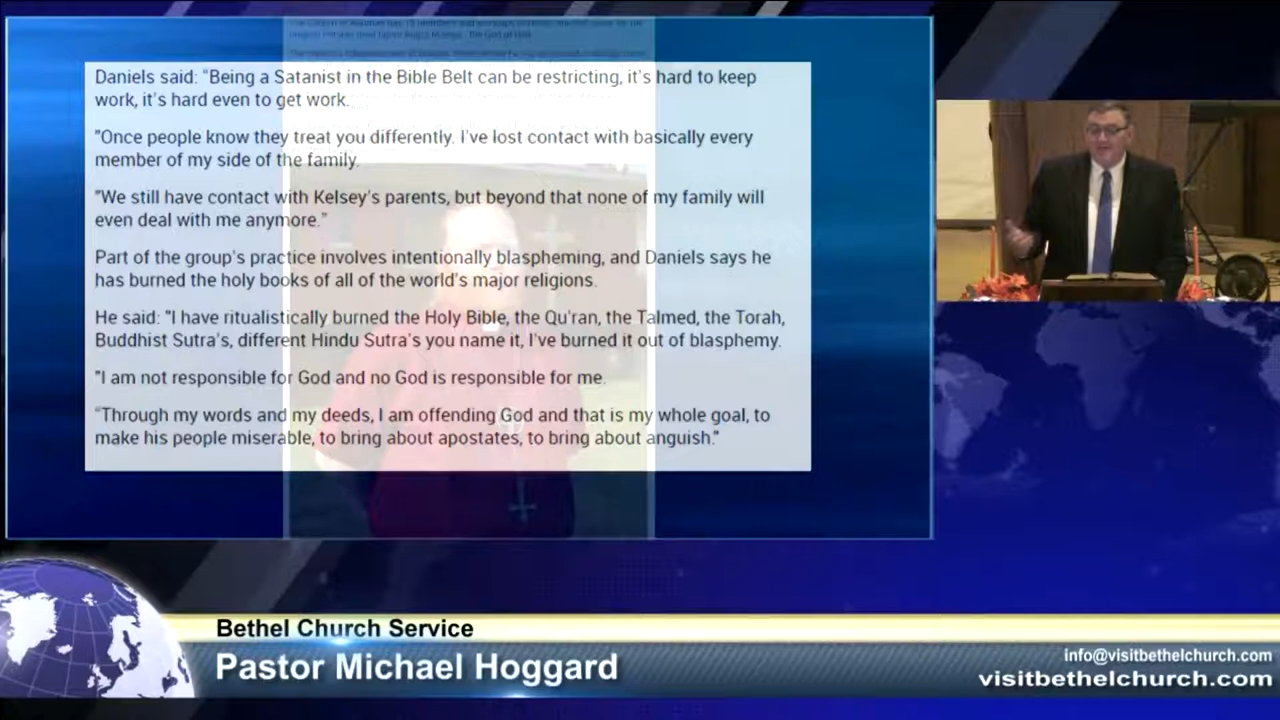 Daniels said: “Being a Satanist in the Bible Belt can be restricting, it's hard to keep
work, it's hard even to get work.
"Once people know they treat you differently. I've lost contact with basically every
member of my side of the family.
"We still have contact with Kelsey's parents, but beyond that none of my family will
even deal with me anymore."
Part of the group's practice involves intentionally blaspheming, and Daniels says he
has burned the holy books of all of the world's major religions.
He said: "I have ritualistically burned the Holy Bible, the Qu'ran, the Talmed, the Torah,
Buddhist Sutra's, different Hindu Sutra's you name it, I've burned it out of blasphemy.
"I am not responsible for God and no God is responsible for me.
“Through my words and my deeds, I am offending God and that is my whole goal, to
make his people miserable, to bring about apostates, to bring about anguish."
Bethel Church Service
Pastor Michael Hoggard
info@visitbethelchurch.com
visitbethelchurch.com